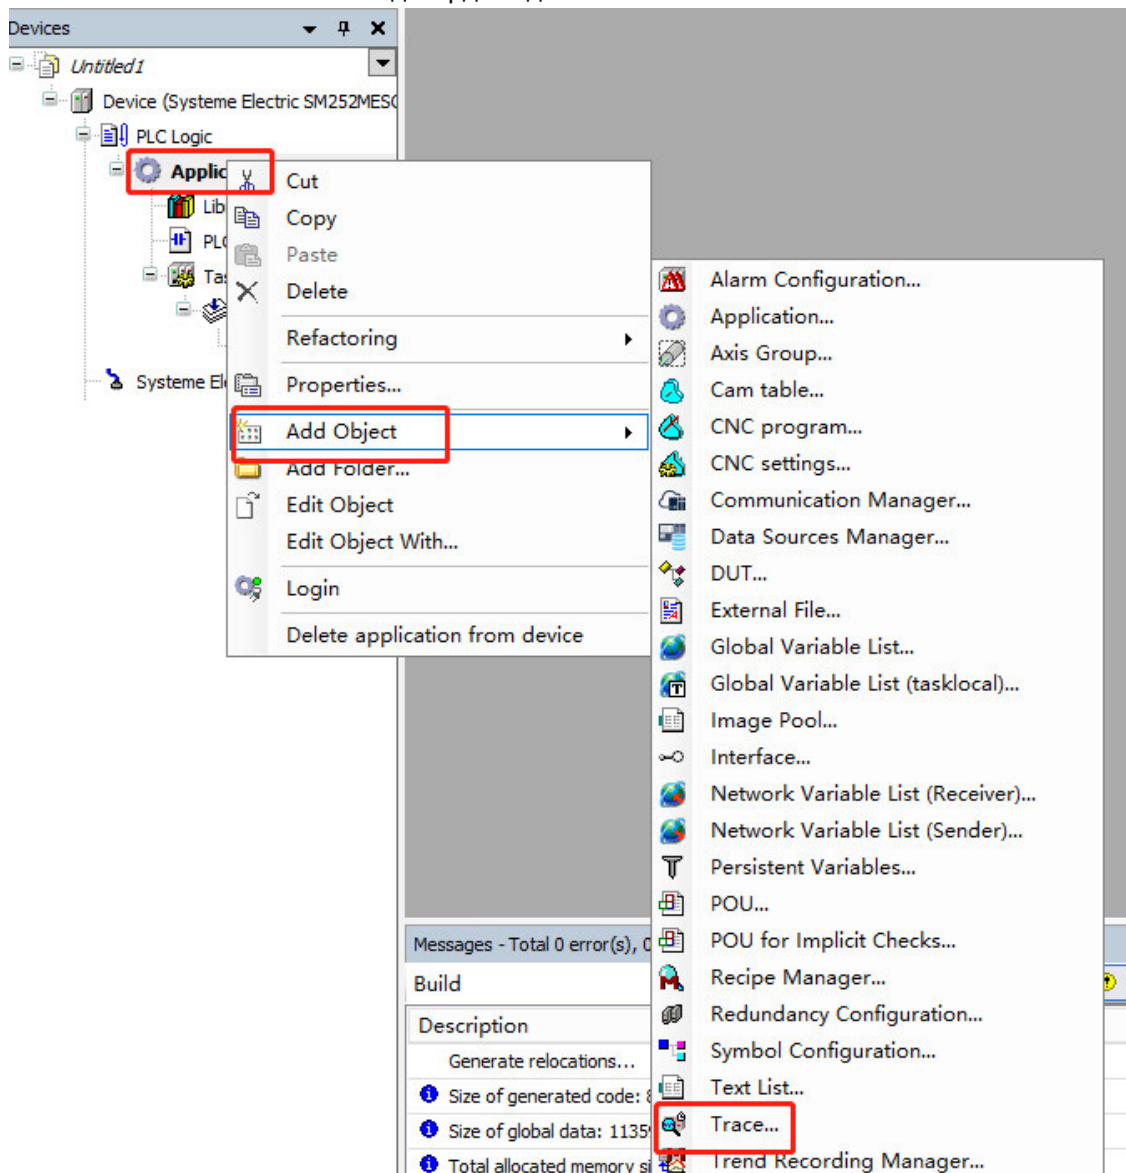 Devices
Untitled1
Device (Systeme Electric SM252MES
PLC Logic
Applic
Lib
Cut
Copy
Paste
Delete
Refactoring
Systeme El
Properties...
Add Object
Add Folder...
Edit Object
Edit Object With...
Login
Delete application from device
Alarm Configuration...
Application...
Axis Group...
Cam table...
CNC program...
CNC settings...
Communication Manager...
Data Sources Manager...
DUT...
External File...
Global Variable List...
Global Variable List (tasklocal)...
Image Pool...
Interface...
Network Variable List (Receiver)...
Network Variable List (Sender)...
Persistent Variables...
POU...
POU for Implicit Checks...
Recipe Manager...
Redundancy Configuration...
Symbol Configuration...
Text List...
Trace...
Trend Recording Manager...
Messages - Total 0 error(s), 0
Build
Description
Generate relocations...
Size of generated code: 8
Size of global data: 1135
Total allocated memory si